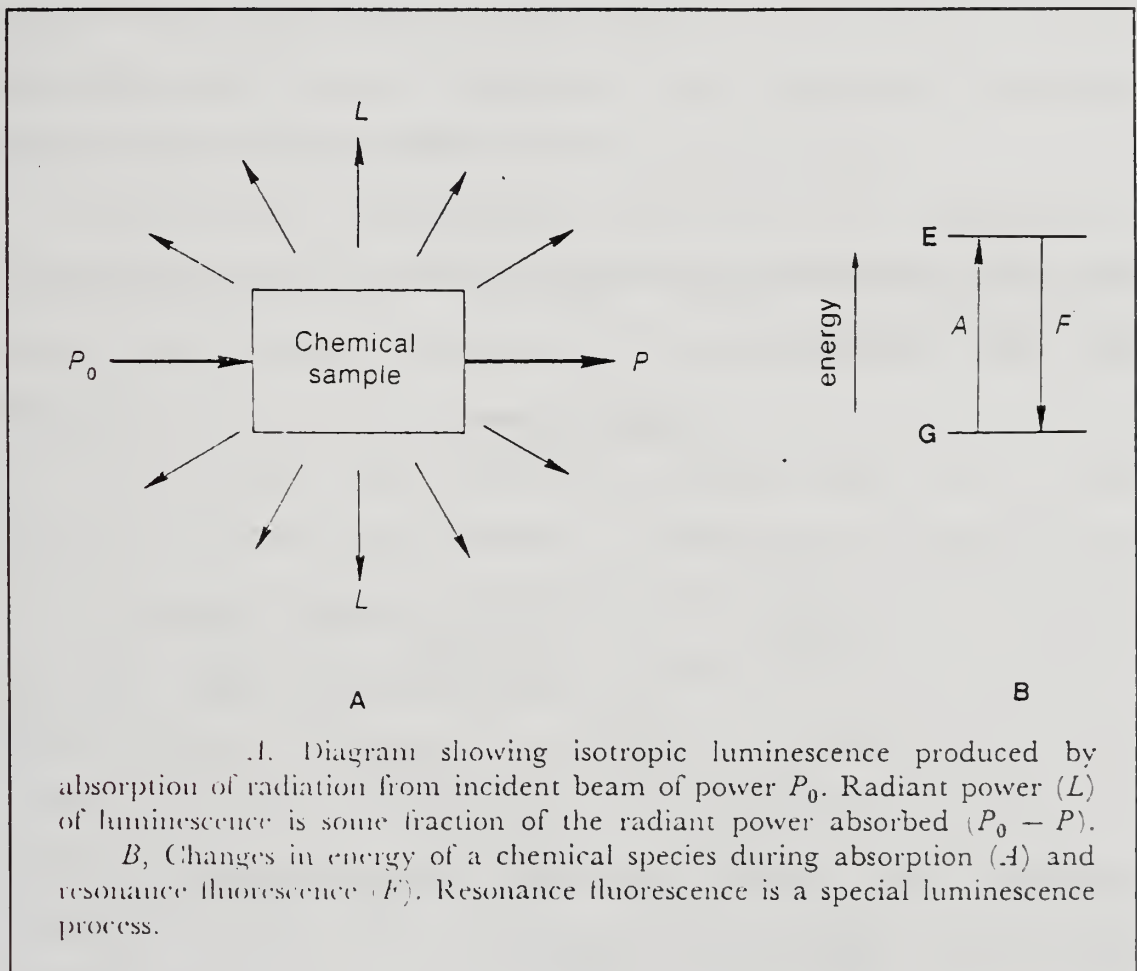 L
E
energy
A
F
P₀
Chemical
sample
P
G
L
A
B
A. Diagram showing isotropic luminescence produced by
absorption of radiation from incident beam of power P₀. Radiant power (L)
of luminescence is some fraction of the radiant power absorbed (P₀ − P).
B, Changes in energy of a chemical species during absorption (A) and
resonance fluorescence (F). Resonance fluorescence is a special luminescence
process.